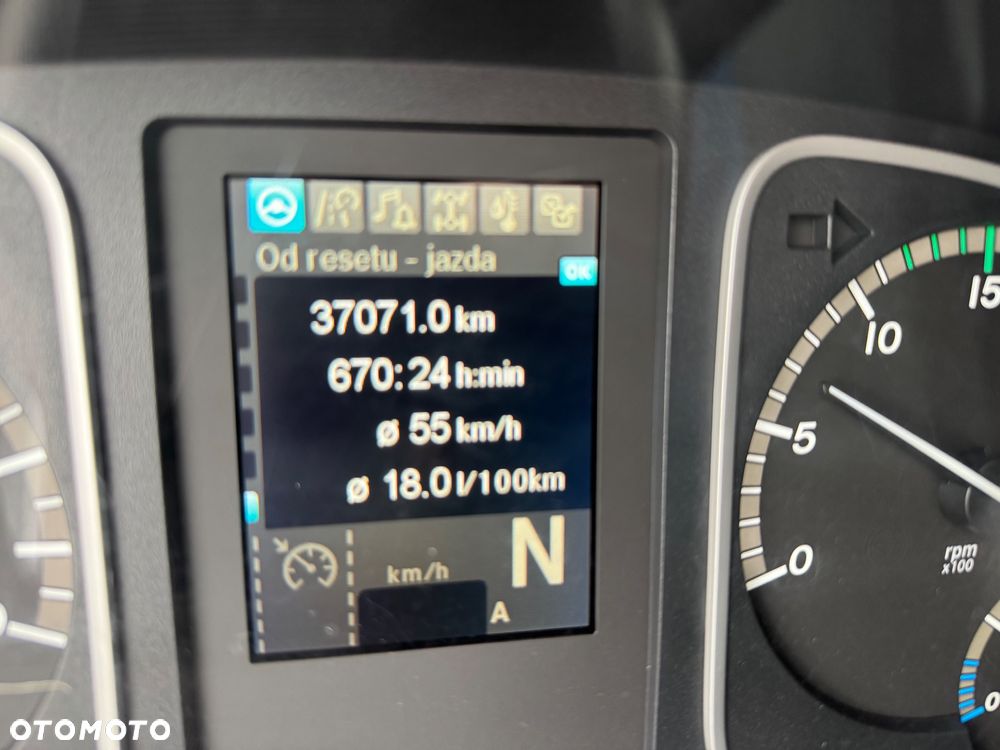 Od resetu - jazda
OK
37071.0 km
670:24 h:min
ø 55 km/h
ø 18.0 l/100km
km/h
N
A
15
10
5
0
rpm
x100
0
OTOMOTO